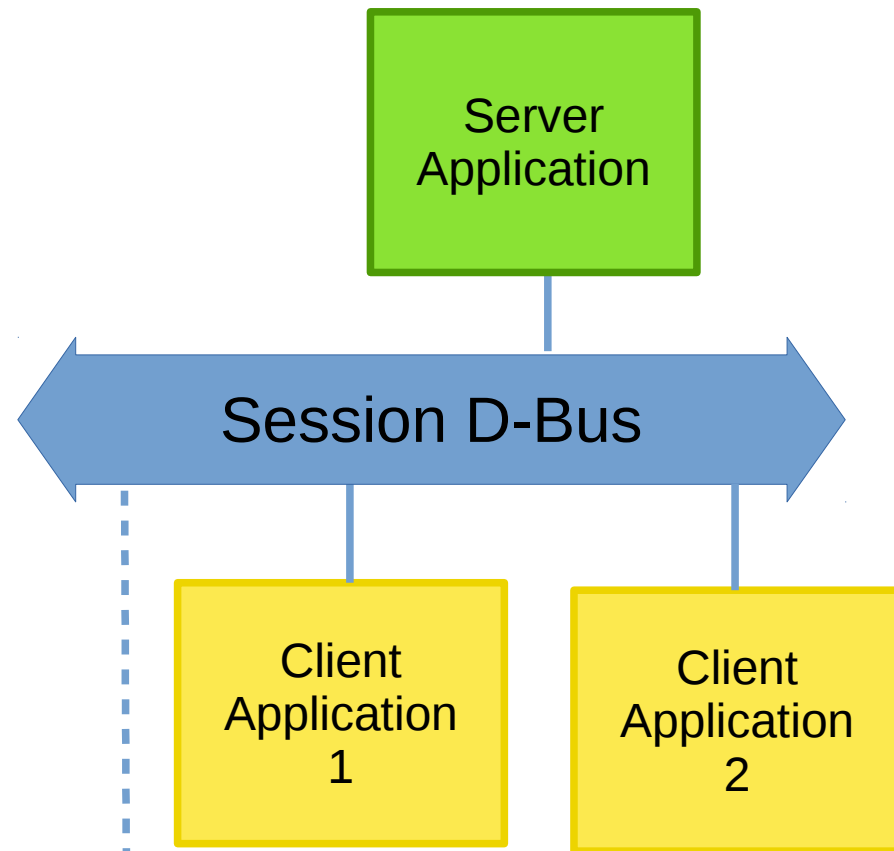 Server
Application
Session D-Bus
Client
Application
1
Client
Application
2